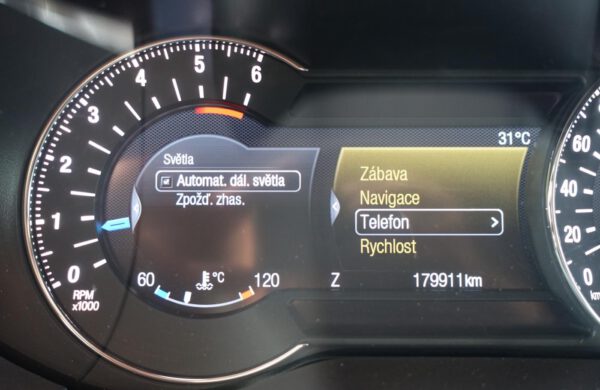 0
1
2
3
4
5
6
RPM
x1000
Světla
Automat. dál. světla
Zpožď. zhas.
60
°C
120
31°C
Zábava
Navigace
Telefon >
Rychlost
Z
179911km
60
40
20
0
km